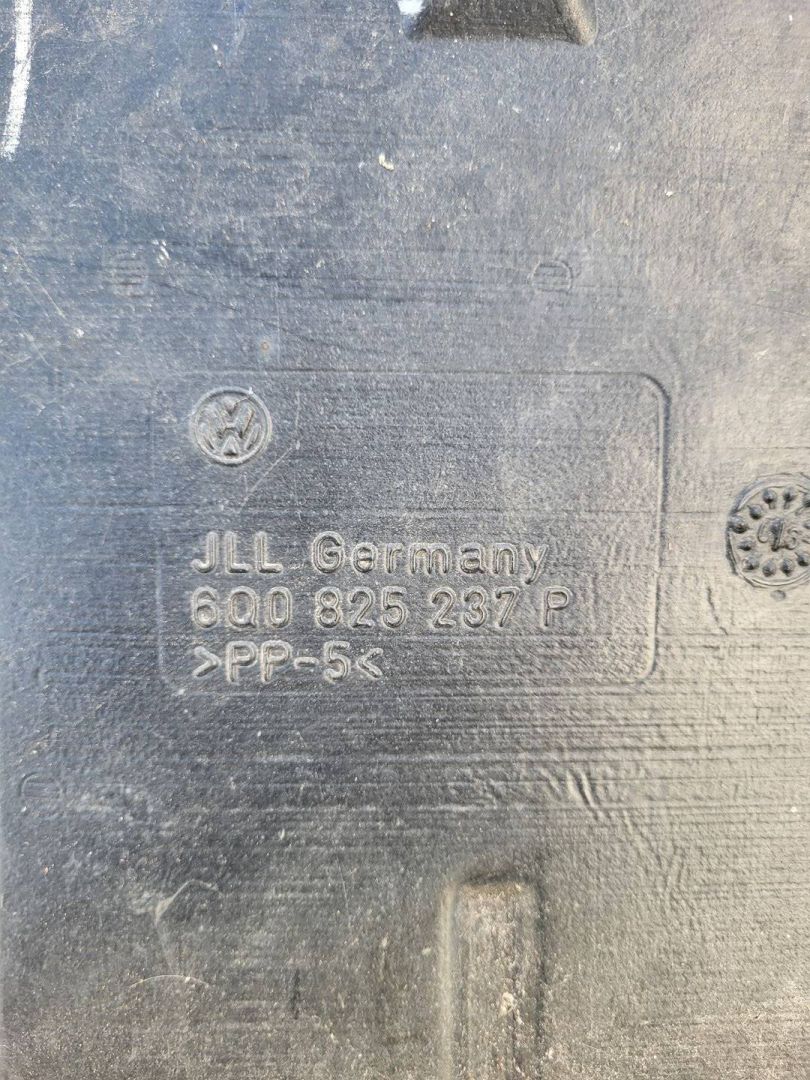 JLL Germany
6Q0 825 237 P
>PP-5<